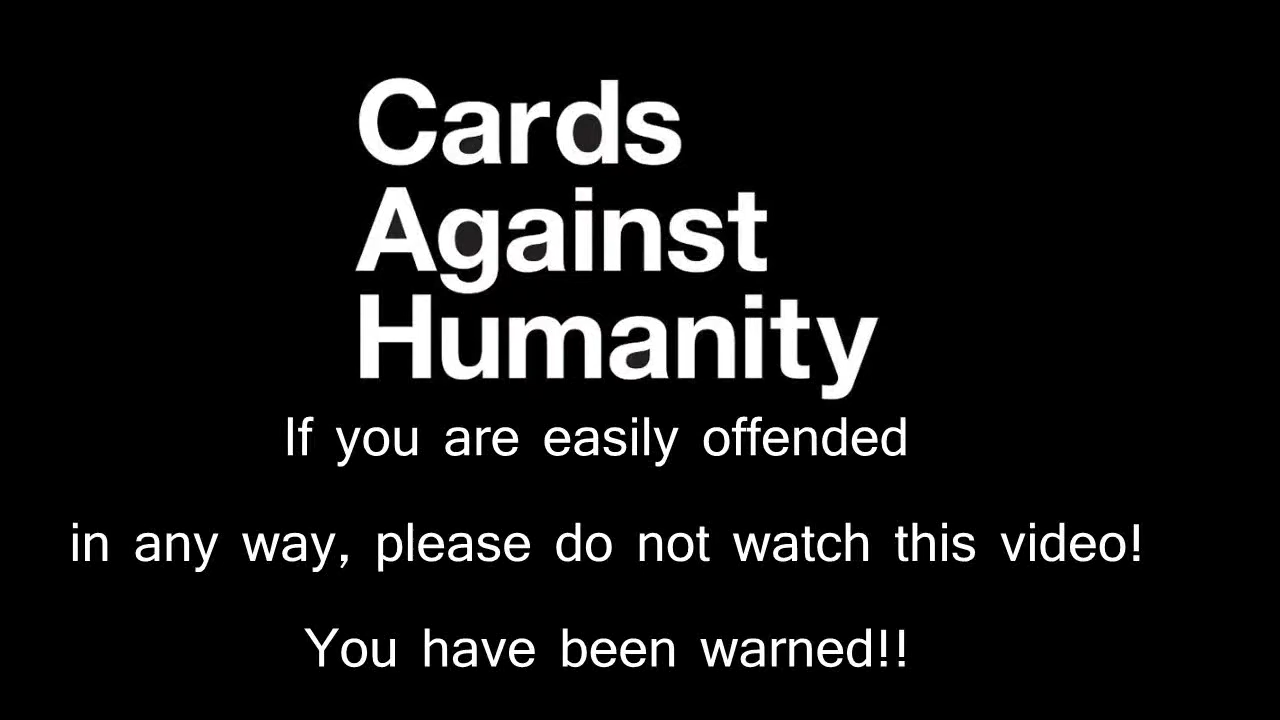 Cards
Against
Humanity
If you are easily offended
in any way, please do not watch this video!
You have been warned!!